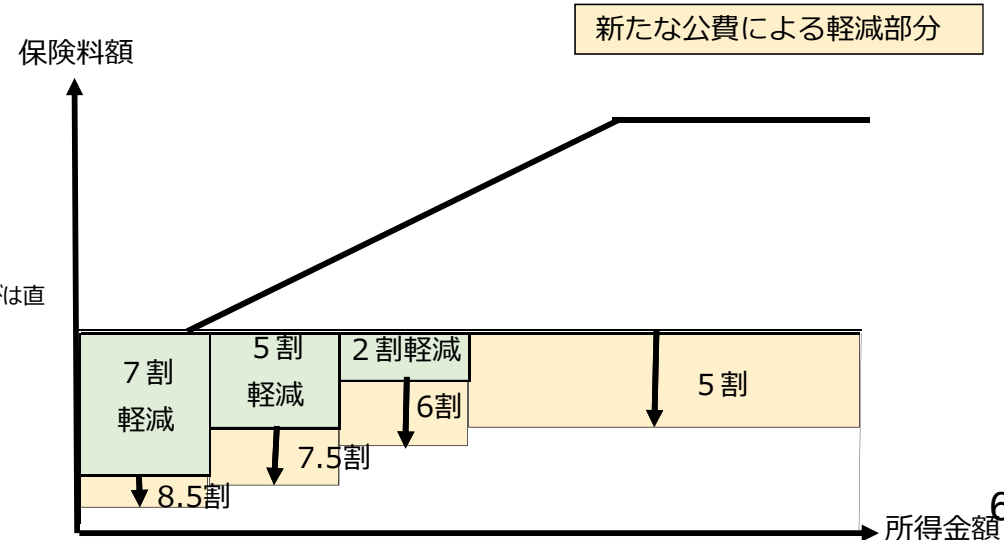 新たな公費による軽減部分
保険料額
は直
７割
軽減
５割
軽減
２割軽減
５割
6割
7.5割
8.5割
6
所得金額